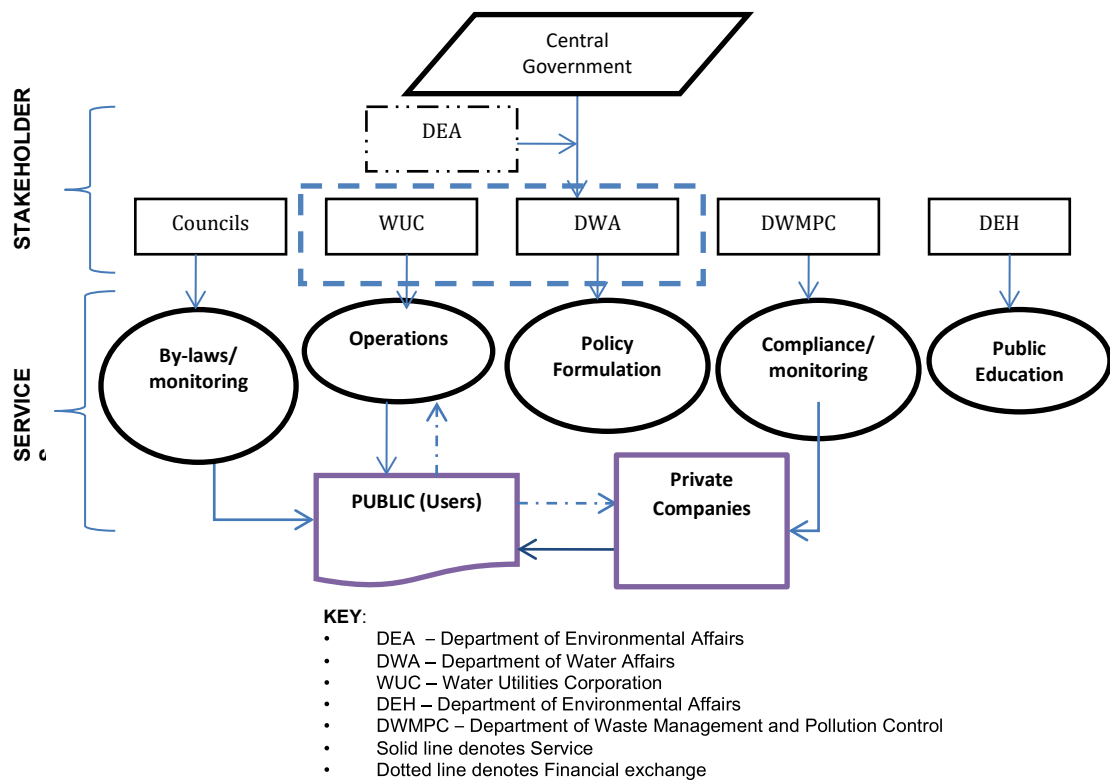 Central
Government
STAKEHOLDER
DEA
Councils
WUC
DWA
DWMPC
DEH
SERVICE
By-laws/
monitoring
Operations
Policy
Formulation
Compliance/
monitoring
Public
Education
PUBLIC (Users)
Private
Companies
KEY:
• DEA – Department of Environmental Affairs
• DWA – Department of Water Affairs
• WUC – Water Utilities Corporation
• DEH – Department of Environmental Affairs
• DWMPC – Department of Waste Management and Pollution Control
• Solid line denotes Service
• Dotted line denotes Financial exchange